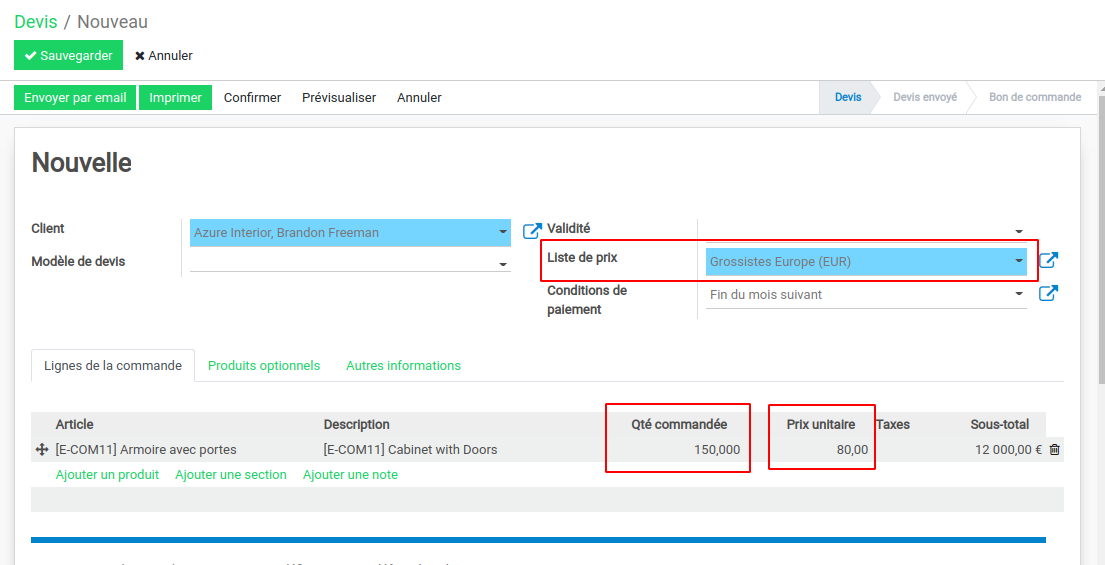 Devis / Nouveau
Sauvegarder Annuler
Envoyer par email Imprimer Confirmer Prévisualiser Annuler Devis Devis envoyé Bon de commande
Nouvelle
Client Azure Interior, Brandon Freeman Validité
Modèle de devis Liste de prix Grossistes Europe (EUR)
Conditions de paiement Fin du mois suivant
Lignes de la commande Produits optionnels Autres informations
Article Description Qté commandée Prix unitaire Taxes Sous-total
[E-COM11] Armoire avec portes [E-COM11] Cabinet with Doors 150,000 80,00 12 000,00 €
Ajouter un produit Ajouter une section Ajouter une note